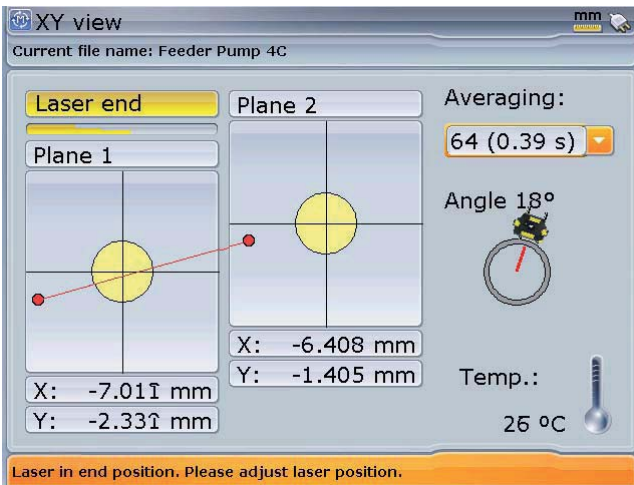 XY view
mm
Current file name: Feeder Pump 4C
Laser end
Plane 2
Averaging:
Plane 1
64 (0.39 s)
Angle 18º
X: -6.408 mm
Y: -1.405 mm
X: -7.011 mm
Y: -2.331 mm
Temp.:
26 ºC
Laser in end position. Please adjust laser position.